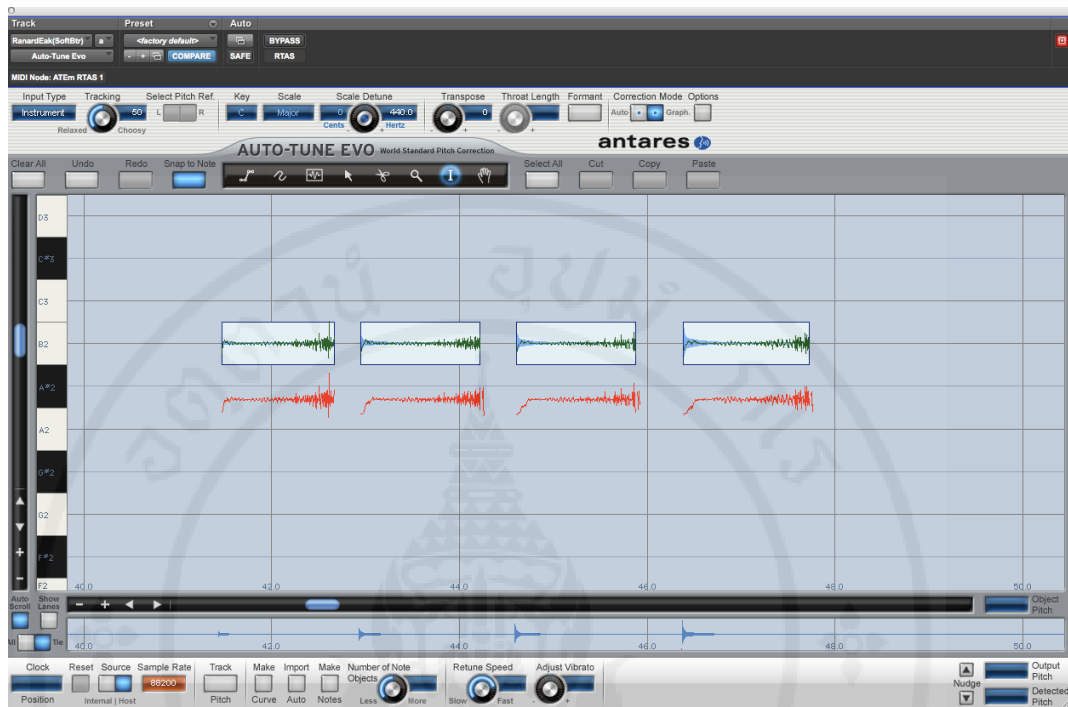 Track Preset Auto
RanardEak(SoftBtr) a <factory default> BYPASS
Auto-Tune Evo - + COMPARE SAFE RTAS
MIDI Node: ATEm RTAS 1
Input Type Tracking Select Pitch Ref. Key Scale Scale Detune Transpose Throat Length Formant Correction Mode Options
Instrument 50 L R C Major 0 440.0 0 Auto Graph.
Relaxed Choosy Cents - + Hertz - + - +
antares
AUTO-TUNE EVO World Standard Pitch Correction
Clear All Undo Redo Snap to Note Select All Cut Copy Paste
D3
C#3
C3
B2
A#2
A2
G#2
G2
F#2
F2 40.0 42.0 44.0 46.0 48.0 50.0
Auto Scroll Show Lanes - + Object Pitch
All Tie 40.0 42.0 44.0 46.0 48.0 50.0
Clock Reset Source Sample Rate Track Make Import Make Number of Note Objects Retune Speed Adjust Vibrato Output Pitch
88200 Nudge
Position Internal | Host Pitch Curve Auto Notes Less More Slow Fast - + Detected Pitch